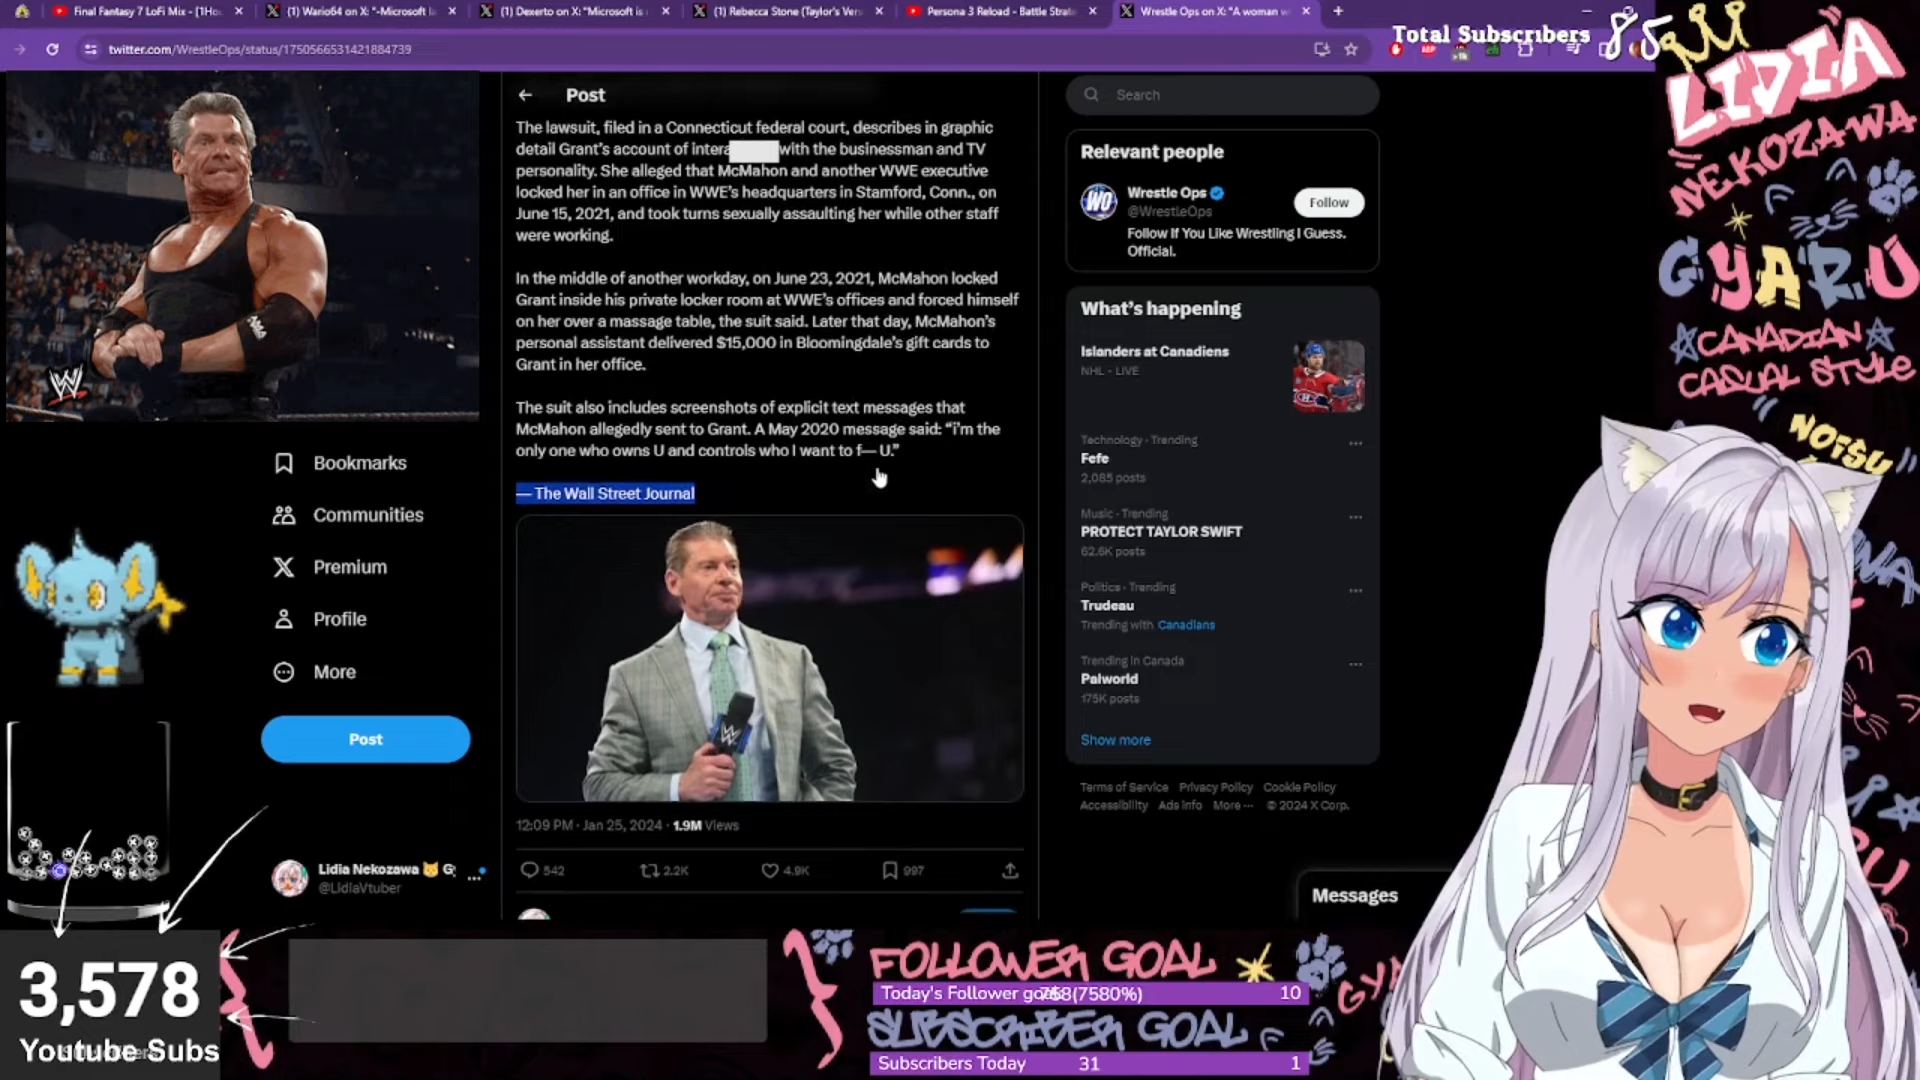 Final Fantasy 7 LoFi Mix - [1Ho
(1) Wario64 on X: "-Microsoft la
(1) Dexerto on X: "Microsoft is
(1) Rebecca Stone (Taylor's Vers
Persona 3 Reload - Battle Strat
Wrestle Ops on X: "A woman w
Total Subscribers 85
twitter.com/WrestleOps/status/1750566531421884739
Post
Search
The lawsuit, filed in a Connecticut federal court, describes in graphic
detail Grant's account of intera with the businessman and TV
personality. She alleged that McMahon and another WWE executive
locked her in an office in WWE's headquarters in Stamford, Conn., on
June 15, 2021, and took turns sexually assaulting her while other staff
were working.
In the middle of another workday, on June 23, 2021, McMahon locked
Grant inside his private locker room at WWE's offices and forced himself
on her over a massage table, the suit said. Later that day, McMahon's
personal assistant delivered $15,000 in Bloomingdale's gift cards to
Grant in her office.
The suit also includes screenshots of explicit text messages that
McMahon allegedly sent to Grant. A May 2020 message said: “i'm the
only one who owns U and controls who I want to f— U.”
— The Wall Street Journal
12:09 PM · Jan 25, 2024 · 1.9M Views
542
2.2K
4.9K
997
Bookmarks
Communities
Premium
Profile
More
Post
Lidia Nekozawa 🐱 G
@LidiaVtuber
Relevant people
Wrestle Ops
@WrestleOps
Follow
Follow If You Like Wrestling I Guess.
Official.
What's happening
Islanders at Canadiens
NHL · LIVE
Technology · Trending
Fefe
2,085 posts
Music · Trending
PROTECT TAYLOR SWIFT
62.6K posts
Politics · Trending
Trudeau
Trending with Canadians
Trending in Canada
Palworld
175K posts
Show more
Terms of Service Privacy Policy Cookie Policy
Accessibility Ads info More ··· © 2024 X Corp.
Messages
LIDIA
NEKOZAWA
GYARU
CANADIAN
CASUAL STYLE
3,578
Youtube Subs
FOLLOWER GOAL
Today's Follower goal 758(7580%) 10
SUBSCRIBER GOAL
Subscribers Today 31 1